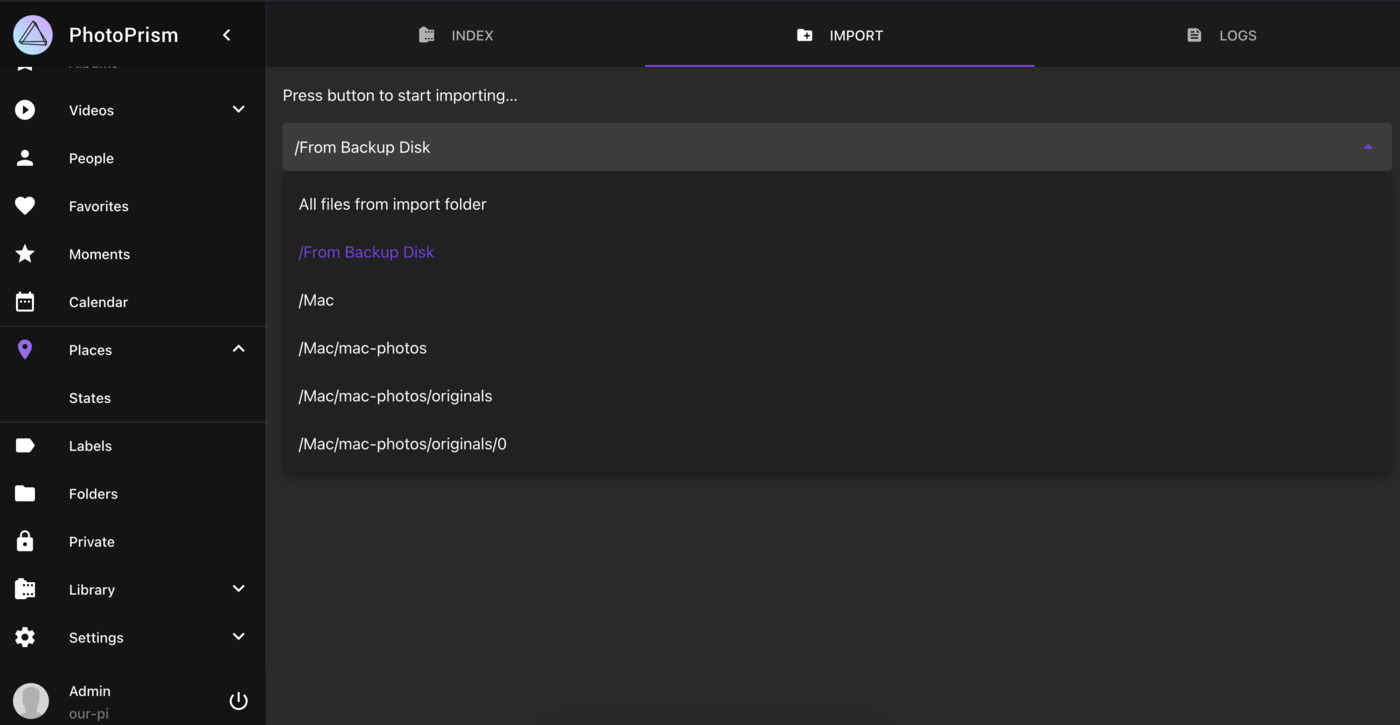 PhotoPrism
INDEX
IMPORT
LOGS
Videos
People
Favorites
Moments
Calendar
Places
States
Labels
Folders
Private
Library
Settings
Admin
our-pi
Press button to start importing...
/From Backup Disk
All files from import folder
/From Backup Disk
/Mac
/Mac/mac-photos
/Mac/mac-photos/originals
/Mac/mac-photos/originals/0